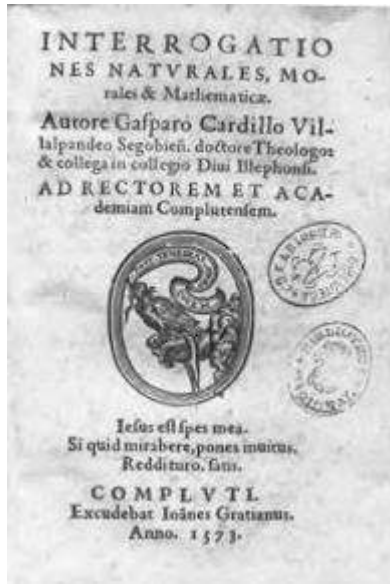 INTERROGATIO
NES NATVRALES, MO-
rales & Mathematicæ.
Autore Gasparo Cardillo Vil-
lalpandeo Segobien̄. doctore Theologo:
& collega in collegio Diui Illephonsi.
AD RECTOREM ET ACA-
demiam Complutensem.
Iesus est spes mea.
Si quid mirabere, pones inuitus.
Reddituro. satis.
COMPLVTI.
Excudebat Ioânes Gratianus.
Anno. 1573.